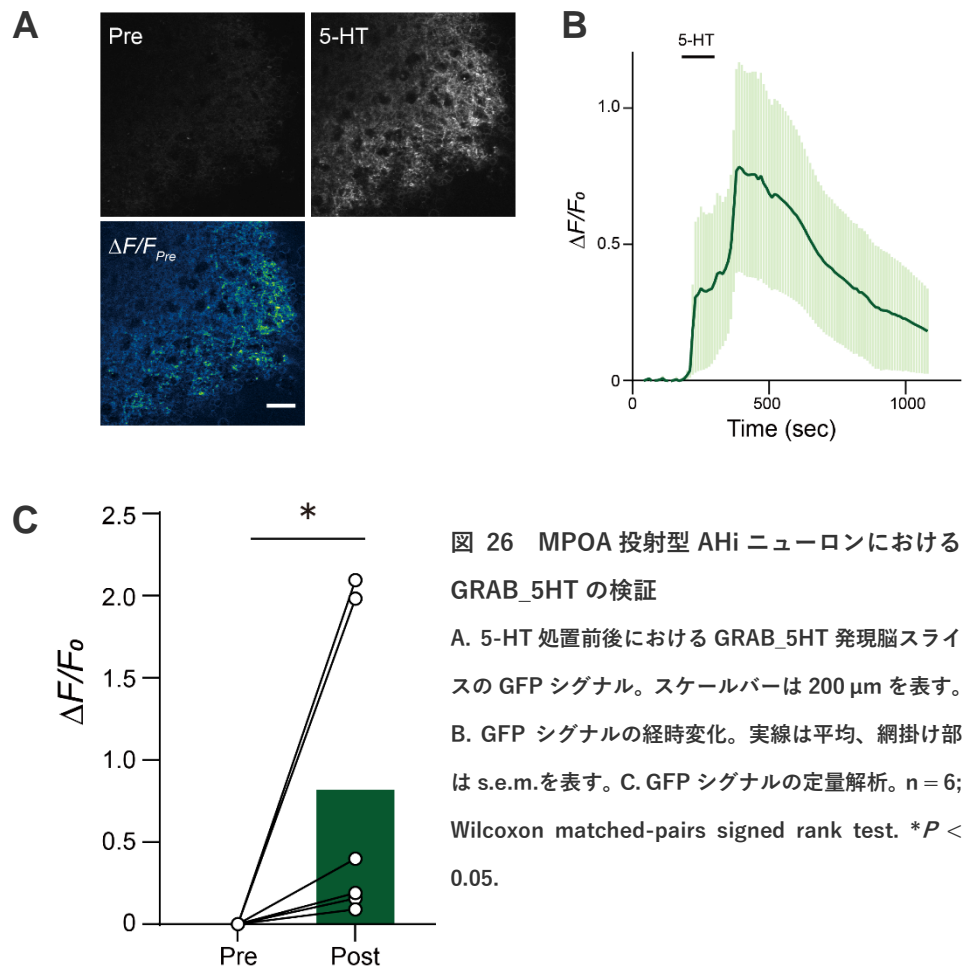 A
Pre
5-HT
ΔF/F_Pre
B
5-HT
1.0
0.5
0
ΔF/F₀
0
500
1000
Time (sec)
C
*
2.5
2.0
1.5
1.0
0.5
0
ΔF/F₀
Pre
Post
図 26 MPOA 投射型 AHi ニューロンにおける
GRAB_5HT の検証
A. 5-HT 処置前後における GRAB_5HT 発現脳スライ
スの GFP シグナル。スケールバーは 200 μm を表す。
B. GFP シグナルの経時変化。実線は平均、網掛け部
は s.e.m.を表す。C. GFP シグナルの定量解析。n = 6;
Wilcoxon matched-pairs signed rank test. *P <
0.05.